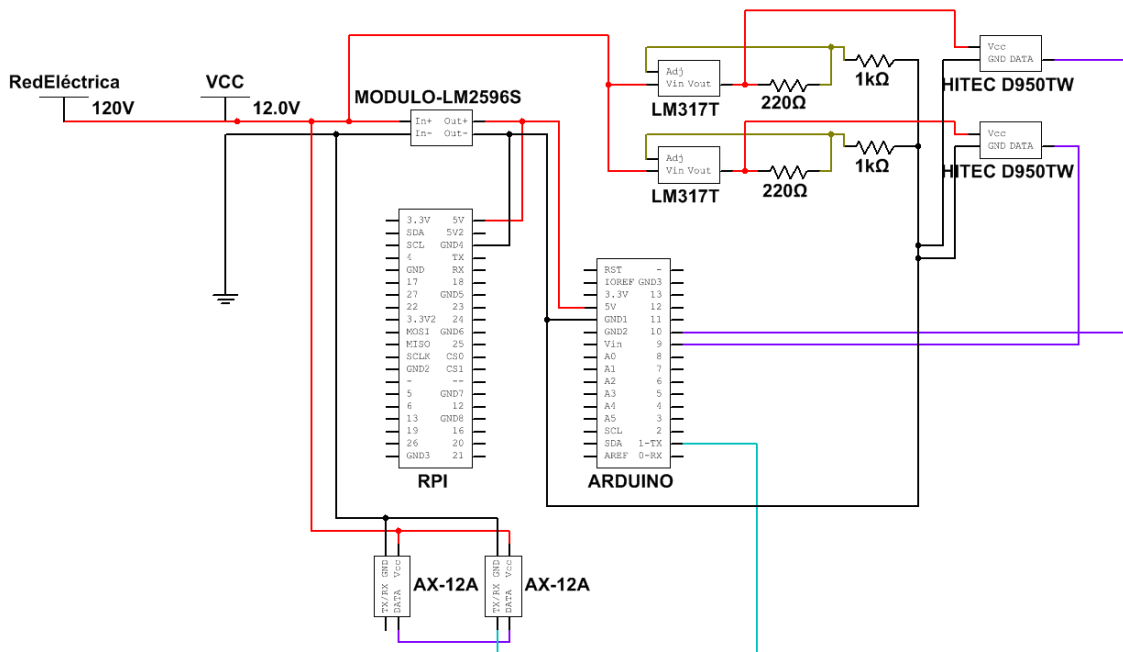 RedEléctrica
120V
VCC
12.0V
MODULO-LM2596S
In+ Out+
In- Out-
Adj
Vin Vout
LM317T
220Ω
1kΩ
Vcc
GND DATA
HITEC D950TW
Adj
Vin Vout
LM317T
220Ω
1kΩ
Vcc
GND DATA
HITEC D950TW
3.3V 5V
SDA 5V2
SCL GND4
4 TX
GND RX
17 18
27 GND5
22 23
3.3V2 24
MOSI GND6
MISO 25
SCLK CS0
GND2 CS1
- --
5 GND7
6 12
13 GND8
19 16
26 20
GND3 21
RPI
RST -
IOREF GND3
3.3V 13
5V 12
GND1 11
GND2 10
Vin 9
A0 8
A1 7
A2 6
A3 5
A4 4
A5 3
SCL 2
SDA 1-TX
AREF 0-RX
ARDUINO
GND Vcc
TX/RX DATA
AX-12A
GND Vcc
TX/RX DATA
AX-12A